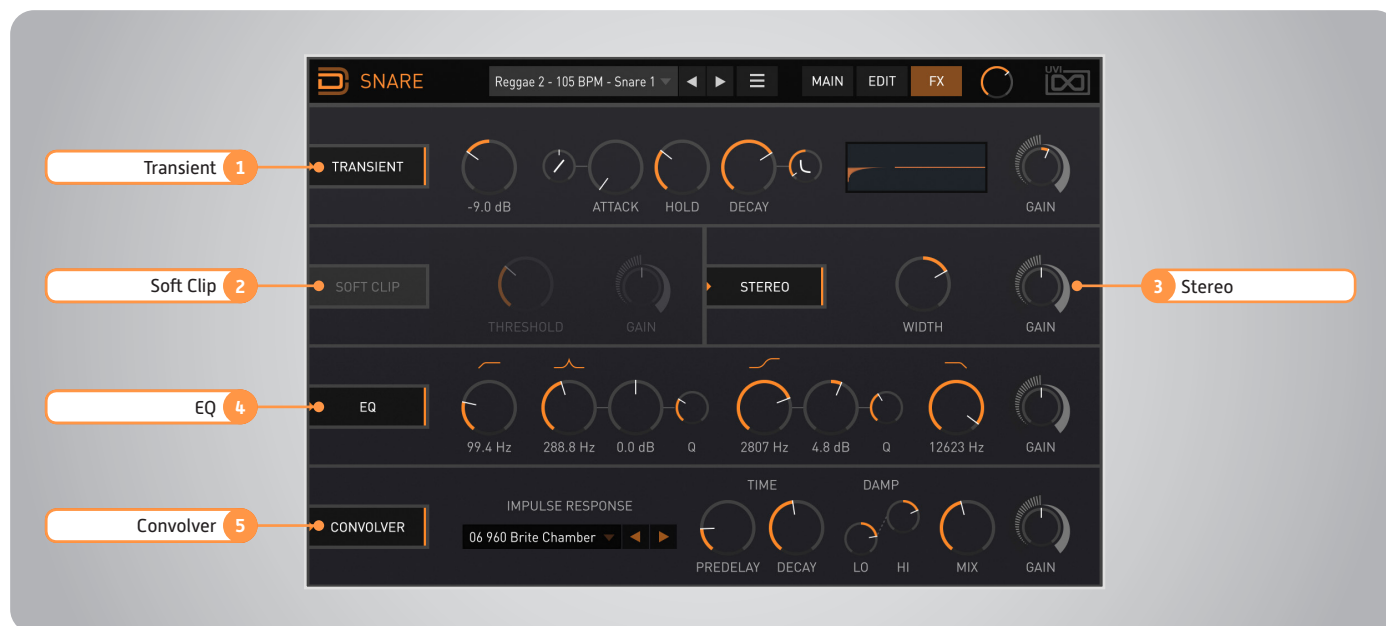 SNARE
Reggae 2 - 105 BPM - Snare 1
MAIN EDIT FX
UVI
Transient 1
TRANSIENT
-9.0 dB ATTACK HOLD DECAY GAIN
Soft Clip 2
SOFT CLIP
THRESHOLD GAIN
STEREO
WIDTH GAIN
3 Stereo
EQ 4
EQ
99.4 Hz 288.8 Hz 0.0 dB Q 2807 Hz 4.8 dB Q 12623 Hz GAIN
Convolver 5
CONVOLVER
IMPULSE RESPONSE
06 960 Brite Chamber
TIME
PREDELAY DECAY
DAMP
LO HI
MIX
GAIN